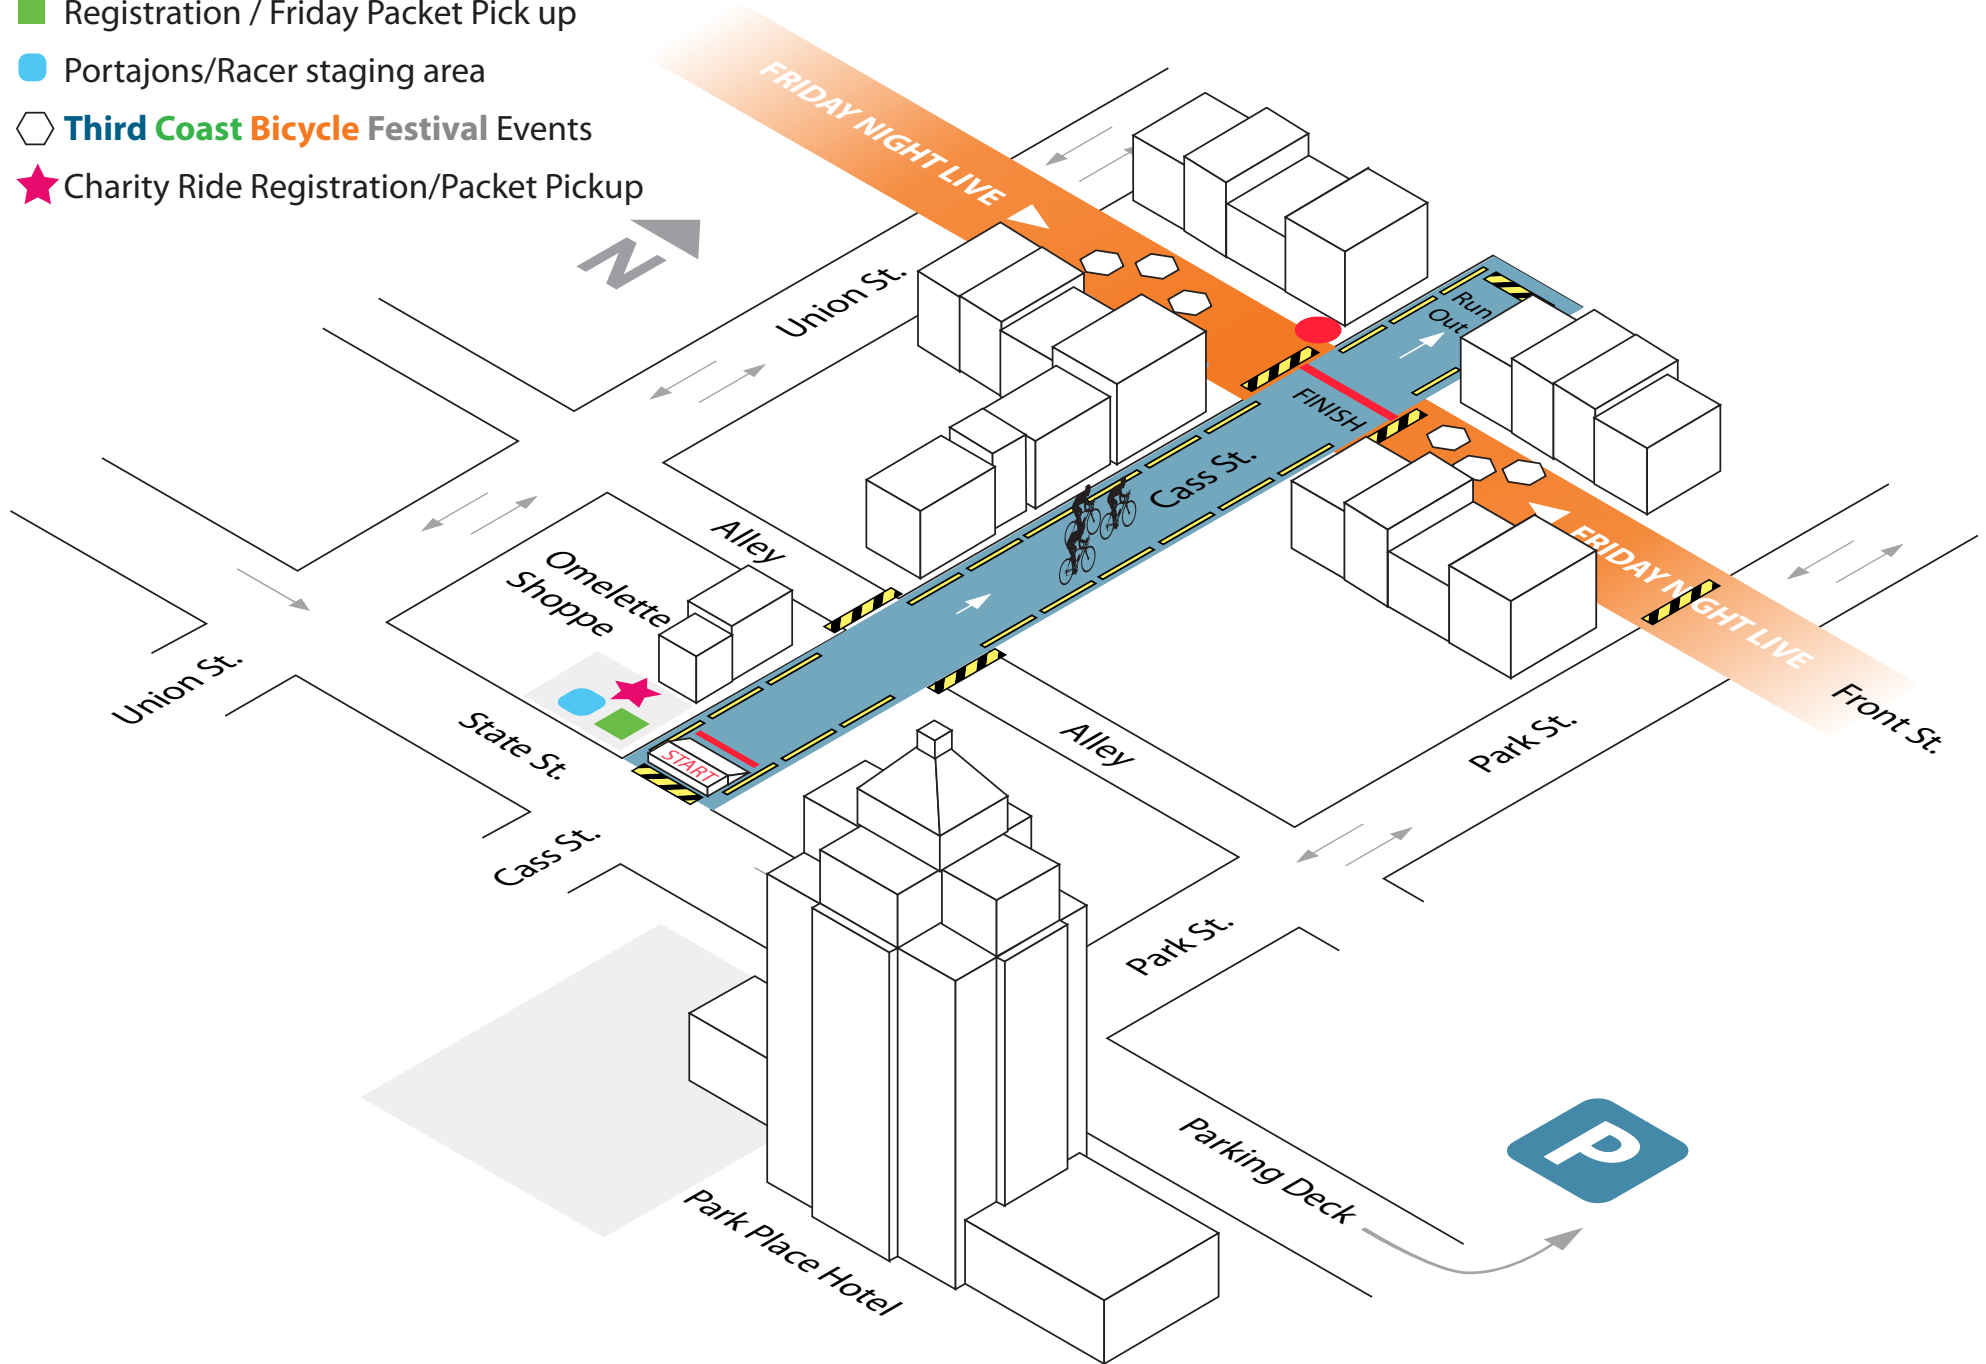 Registration / Friday Packet Pick up
Portajons/Racer staging area
Third Coast Bicycle Festival Events
Charity Ride Registration/Packet Pickup
N
FRIDAY NIGHT LIVE
Union St.
Run
Out
FINISH
Cass St.
Alley
Omelette
Shoppe
FRIDAY NIGHT LIVE
Union St.
State St.
START
Alley
Park St.
Front St.
Cass St.
Park St.
Parking Deck
P
Park Place Hotel